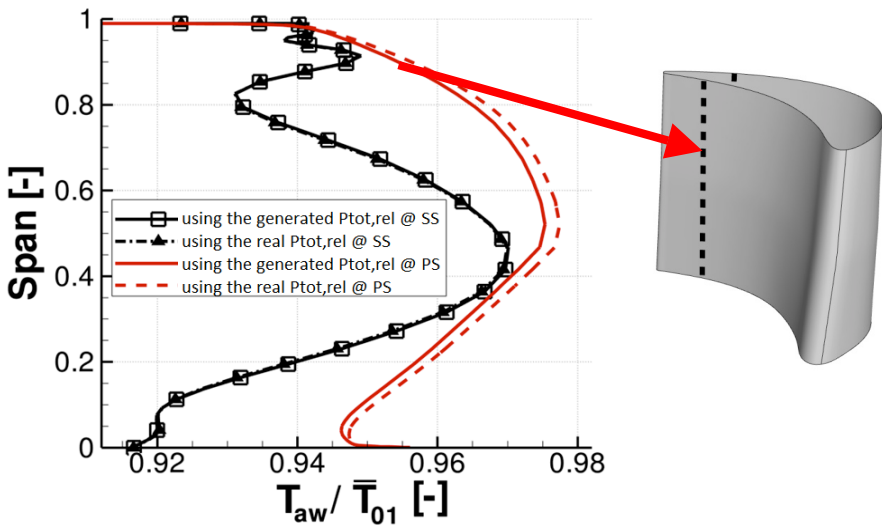 1
0.8
0.6
0.4
0.2
0
Span [-]
using the generated Ptot,rel @ SS
using the real Ptot,rel @ SS
using the generated Ptot,rel @ PS
using the real Ptot,rel @ PS
0.92 0.94 0.96 0.98
T_aw / T̿_01 [-]